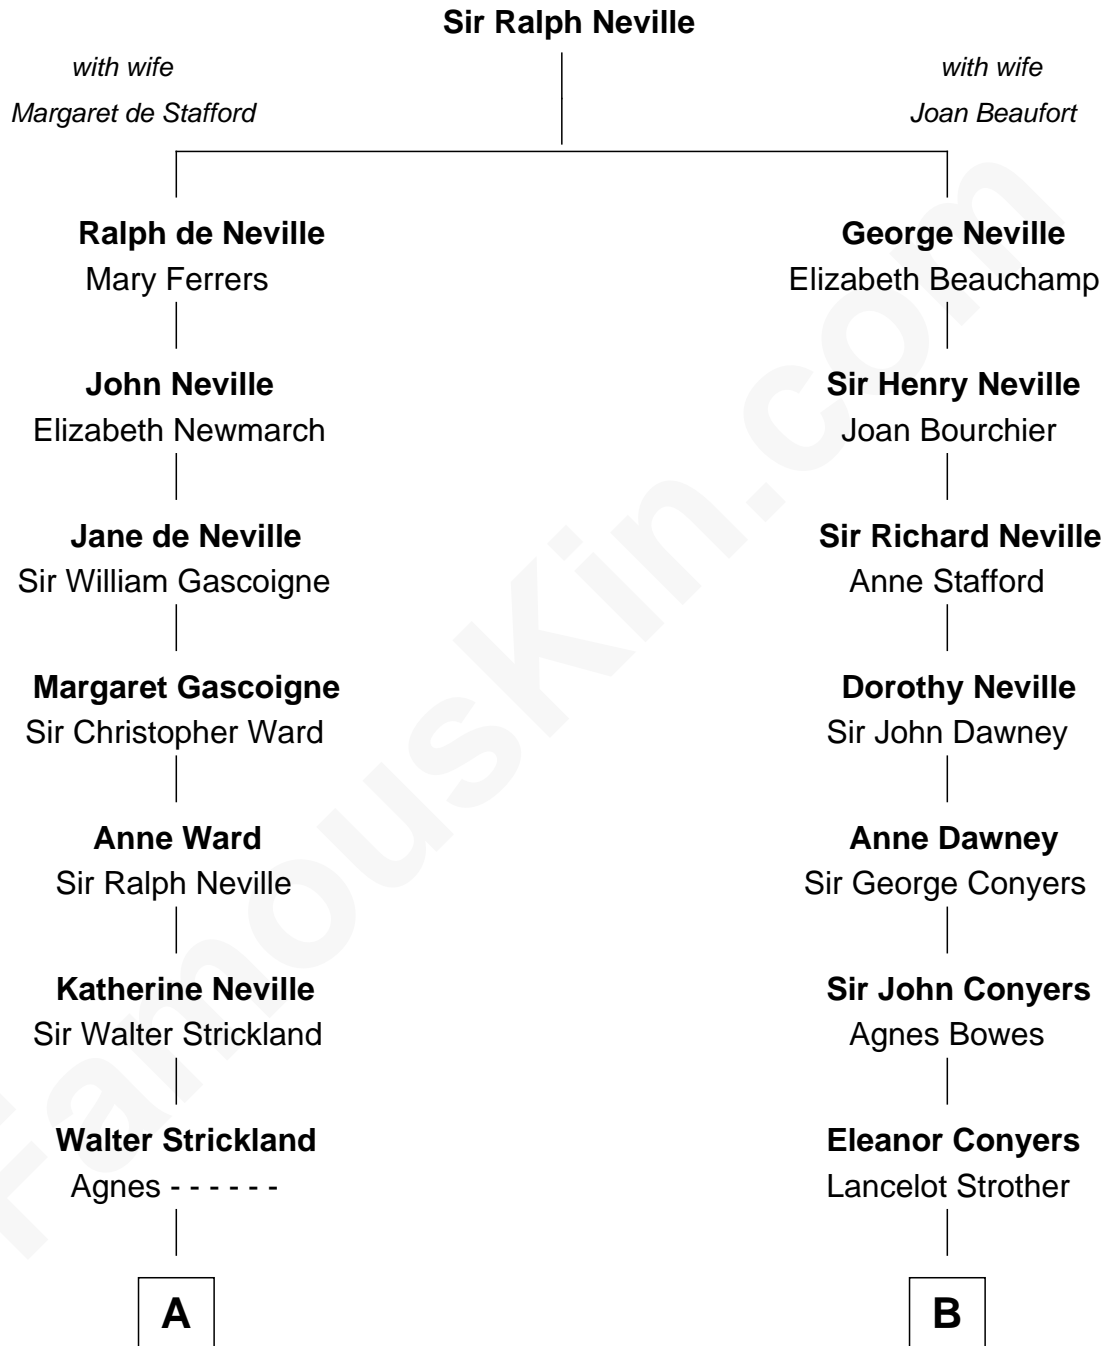 Sir Ralph Neville
with wife
Margaret de Stafford
with wife
Joan Beaufort
Ralph de Neville
Mary Ferrers
George Neville
Elizabeth Beauchamp
John Neville
Elizabeth Newmarch
Sir Henry Neville
Joan Bourchier
Jane de Neville
Sir William Gascoigne
Sir Richard Neville
Anne Stafford
Margaret Gascoigne
Sir Christopher Ward
Dorothy Neville
Sir John Dawney
Anne Ward
Sir Ralph Neville
Anne Dawney
Sir George Conyers
Katherine Neville
Sir Walter Strickland
Sir John Conyers
Agnes Bowes
Walter Strickland
Agnes - - - - - -
Eleanor Conyers
Lancelot Strother
A
B
FamousKin.com